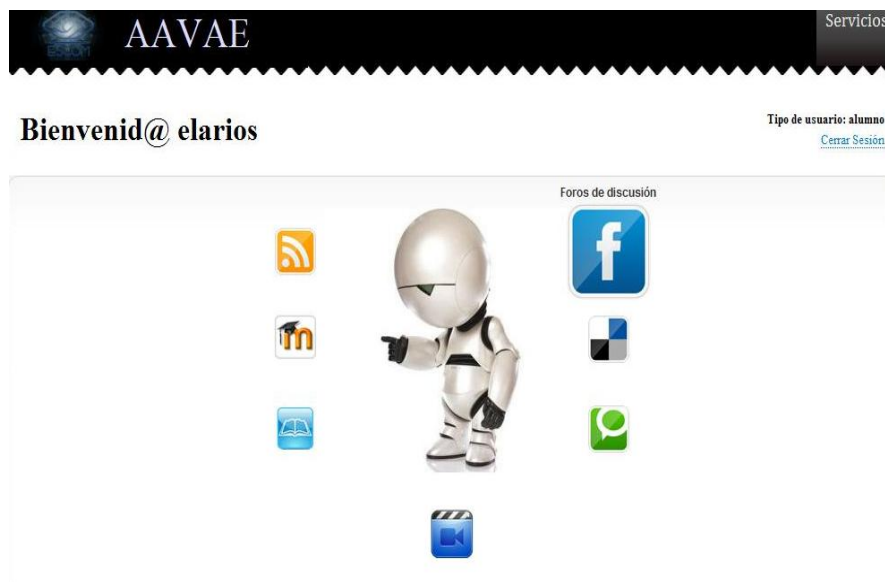 AAVAE
Servicios
Bienvenid@ elarios
Tipo de usuario: alumno
Cerrar Sesión
Foros de discusión
f
m